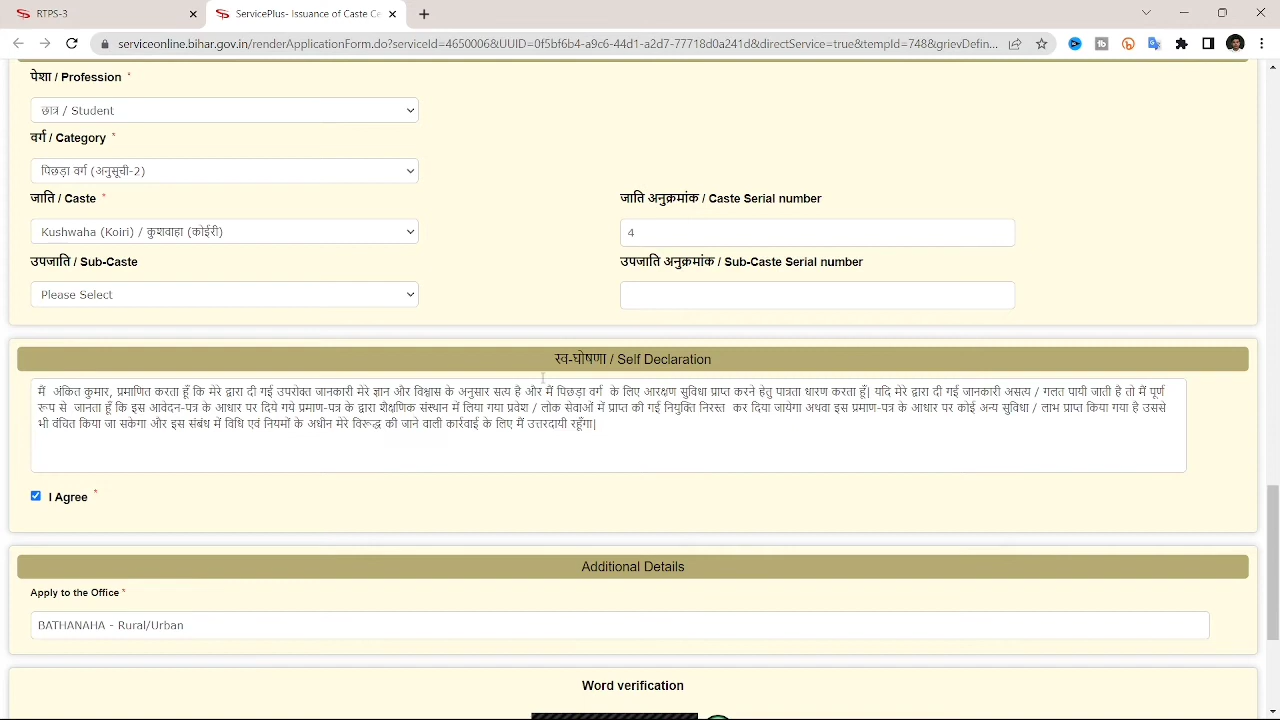 RTPS-3
ServicePlus- Issuance of Caste Ce
serviceonline.bihar.gov.in/renderApplicationForm.do?serviceId=4650006&UUID=f5bf6b4-a9c6-44d1-a2d7-77718d0a241d&directService=true&tempId=748&grievDefin...
पेशा / Profession *
छात्र / Student
वर्ग / Category *
पिछड़ा वर्ग (अनुसूची-2)
जाति / Caste * जाति अनुक्रमांक / Caste Serial number
Kushwaha (Koiri) / कुशवाहा (कोईरी) 4
उपजाति / Sub-Caste उपजाति अनुक्रमांक / Sub-Caste Serial number
Please Select
स्व-घोषणा / Self Declaration
मैं अंकित कुमार, प्रमाणित करता हूँ कि मेरे द्वारा दी गई उपरोक्त जानकारी मेरे ज्ञान और विश्वास के अनुसार सत्य है और मैं पिछड़ा वर्ग के लिए आरक्षण सुविधा प्राप्त करने हेतु पात्रता धारण करता हूँ| यदि मेरे द्वारा दी गई जानकारी असत्य / गलत पायी जाती है तो मैं पूर्ण
रूप से जानता हूँ कि इस आवेदन-पत्र के आधार पर दिये गये प्रमाण-पत्र के द्वारा शैक्षणिक संस्थान में लिया गया प्रवेश / लोक सेवाओं में प्राप्त की गई नियुक्ति निरस्त कर दिया जायेगा अथवा इस प्रमाण-पत्र के आधार पर कोई अन्य सुविधा / लाभ प्राप्त किया गया है उससे
भी वंचित किया जा सकेगा और इस संबंध में विधि एवं नियमों के अधीन मेरे विरूद्ध की जाने वाली कार्रवाई के लिए मैं उत्तरदायी रहूँगा|
I Agree *
Additional Details
Apply to the Office *
BATHANAHA - Rural/Urban
Word verification